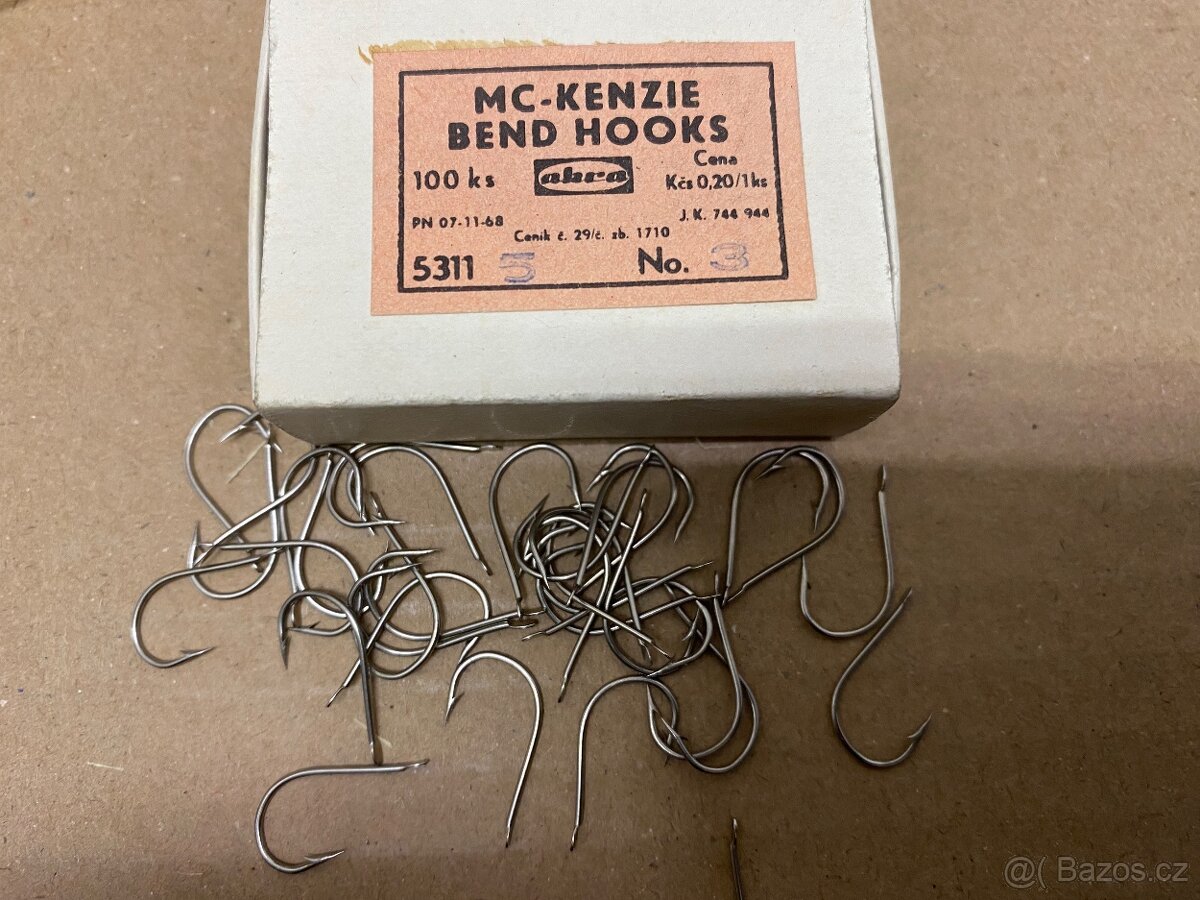 MC-KENZIE
BEND HOOKS
100 ks
akra
Cena
Kčs 0,20/1ks
PN 07-11-68
J.K. 744 944
Ceník č. 29/č. zb. 1710
5311 5
No. 3
@( Bazos.cz